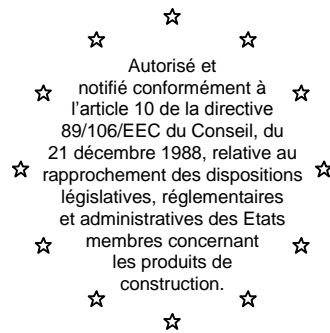 Autorisé et
notifié conformément à
l'article 10 de la directive
89/106/EEC du Conseil, du
21 décembre 1988, relative au
rapprochement des dispositions
législatives, réglementaires
et administratives des Etats
membres concernant
les produits de
construction.